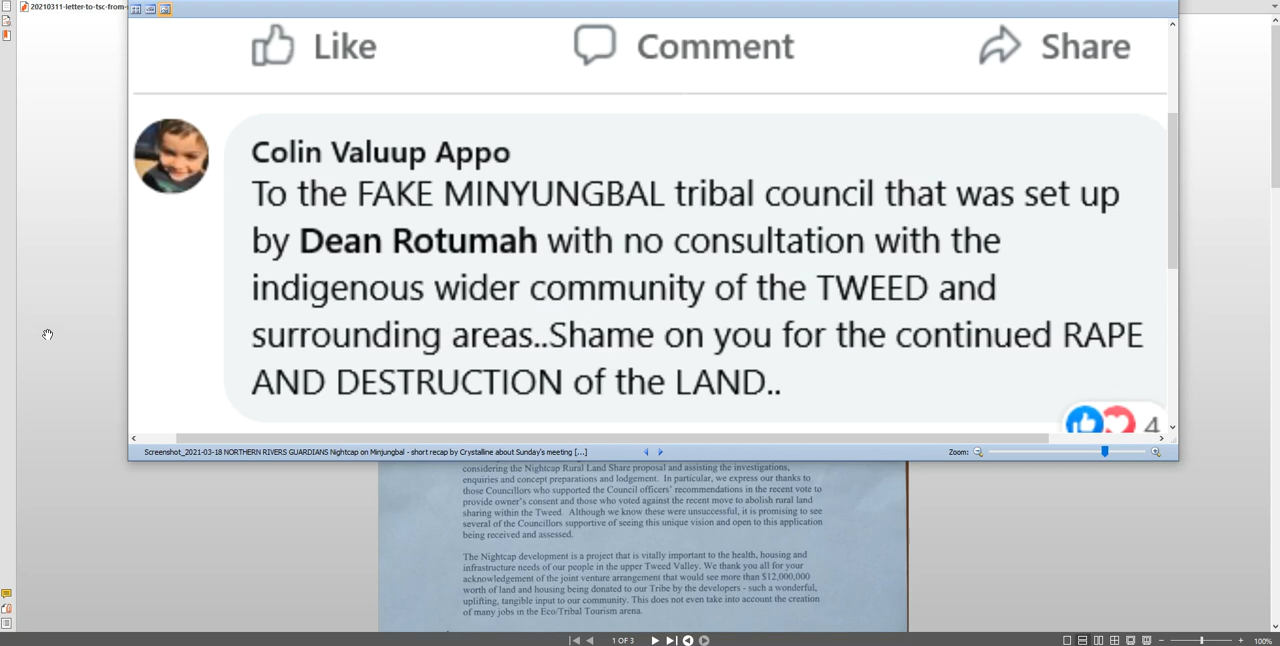 20210311-letter-to-tsc-from-
Like
Comment
Share
Colin Valuup Appo
To the FAKE MINYUNGBAL tribal council that was set up
by Dean Rotumah with no consultation with the
indigenous wider community of the TWEED and
surrounding areas..Shame on you for the continued RAPE
AND DESTRUCTION of the LAND..
4
Screenshot_2021-03-18 NORTHERN RIVERS GUARDIANS Nightcap on Minjungbal - short recap by Crystalline about Sunday's meeting [...]
Zoom:
considering the Nightcap Rural Land Share proposal and assisting the investigations,
enquiries and concept preparations and lodgement. In particular, we express our thanks to
those Councillors who supported the Council officers' recommendations in the recent vote to
provide owner's consent and those who voted against the recent move to abolish rural land
sharing within the Tweed. Although we know these were unsuccessful, it is promising to see
several of the Councillors supportive of seeing this unique vision and open to this application
being received and assessed.
The Nightcap development is a project that is vitally important to the health, housing and
infrastructure needs of our people in the upper Tweed Valley. We thank you all for your
acknowledgement of the joint venture arrangement that would see more than $12,000,000
worth of land and housing being donated to our Tribe by the developers - such a wonderful,
uplifting, tangible input to our community. This does not even take into account the creation
of many jobs in the Eco/Tribal Tourism arena.
1 OF 3
100%